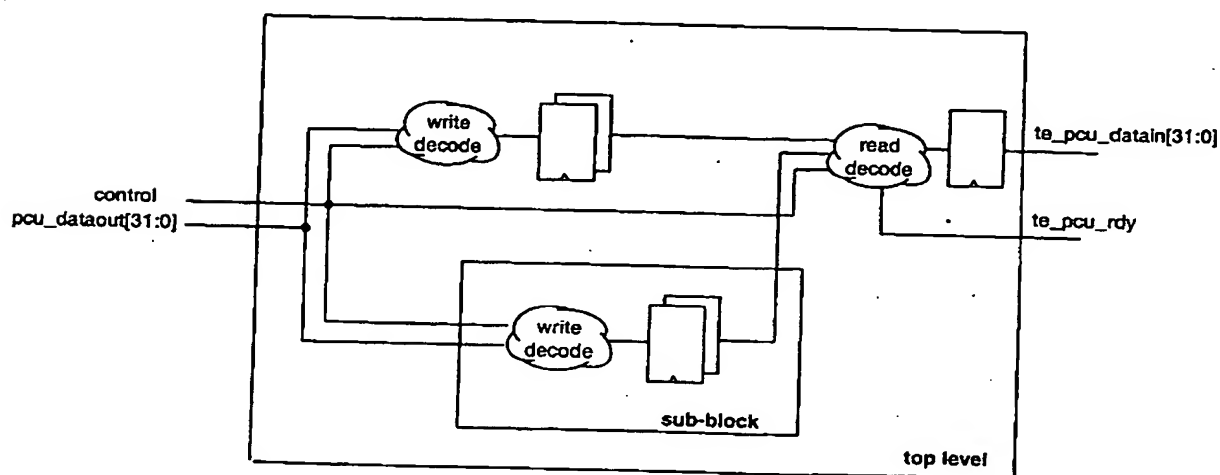 write
decode
read
decode
te_pcu_datain[31:0]
control
pcu_dataout[31:0]
te_pcu_rdy
write
decode
sub-block
top level